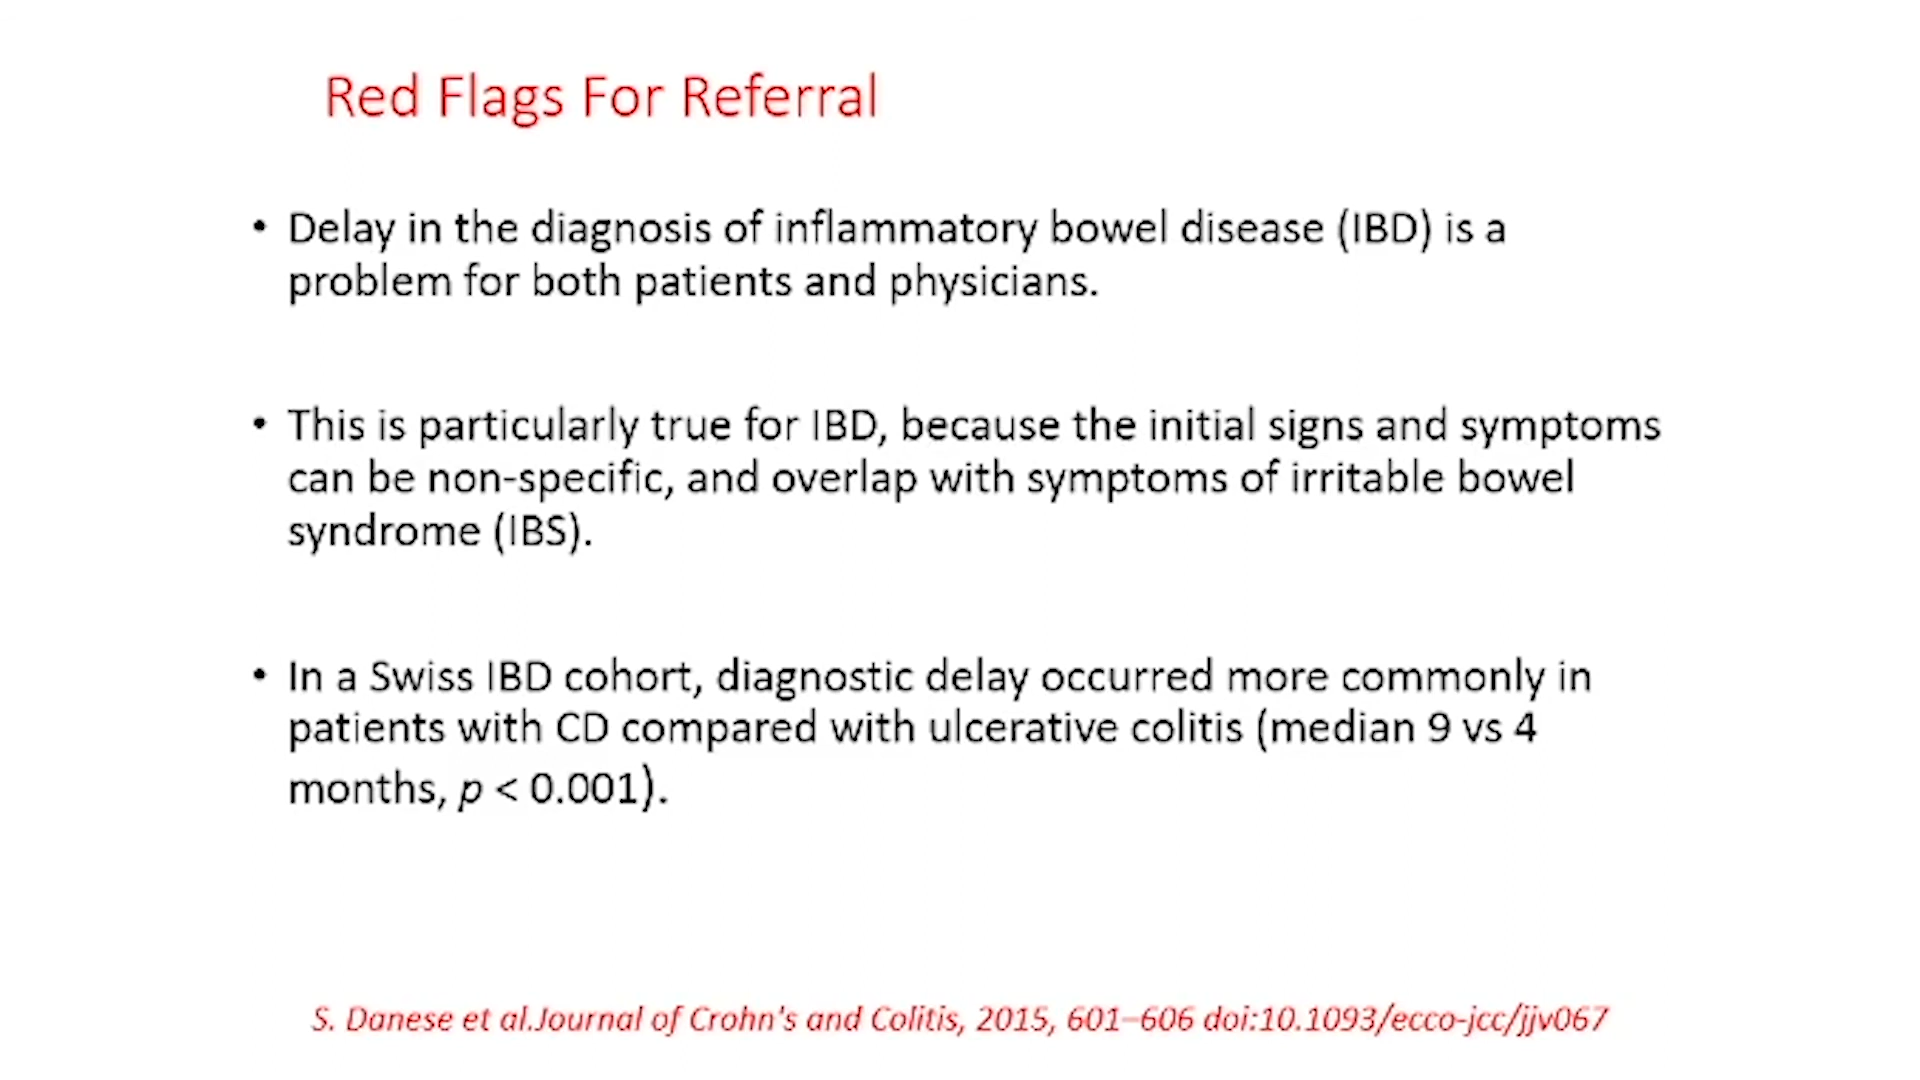 Red Flags For Referral
• Delay in the diagnosis of inflammatory bowel disease (IBD) is a
problem for both patients and physicians.
• This is particularly true for IBD, because the initial signs and symptoms
can be non-specific, and overlap with symptoms of irritable bowel
syndrome (IBS).
• In a Swiss IBD cohort, diagnostic delay occurred more commonly in
patients with CD compared with ulcerative colitis (median 9 vs 4
months, p < 0.001).
S. Danese et al.Journal of Crohn's and Colitis, 2015, 601–606 doi:10.1093/ecco-jcc/jjv067